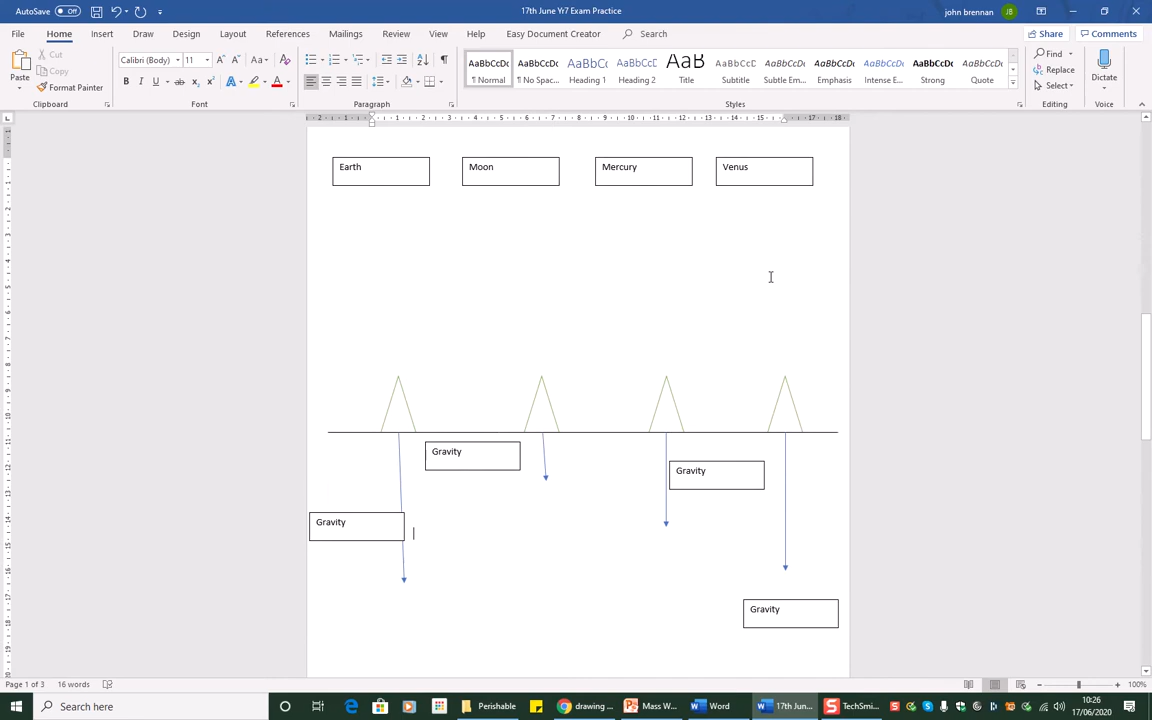 AutoSave Off 17th June Yr7 Exam Practice john brennan JB
File Home Insert Draw Design Layout References Mailings Review View Help Easy Document Creator Search Share Comments
Paste Cut Copy Format Painter
Calibri (Body) 11
AaBbCcDc AaBbCcDc AaBbCc AaBbCc AaB AaBbCcD AaBbCcDc AaBbCcDc AaBbCcDc AaBbCcDc AaBbCcDc
¶ Normal ¶ No Spac... Heading 1 Heading 2 Title Subtitle Subtle Em... Emphasis Intense E... Strong Quote
Find Replace Select Dictate
Clipboard Font Paragraph Styles Editing Voice
Earth Moon Mercury Venus
Gravity
Gravity
Gravity
Gravity
Page 1 of 3 16 words 100%
Search here Perishable drawing ... Mass W... Word 17th Jun... TechSmi... 10:26
17/06/2020